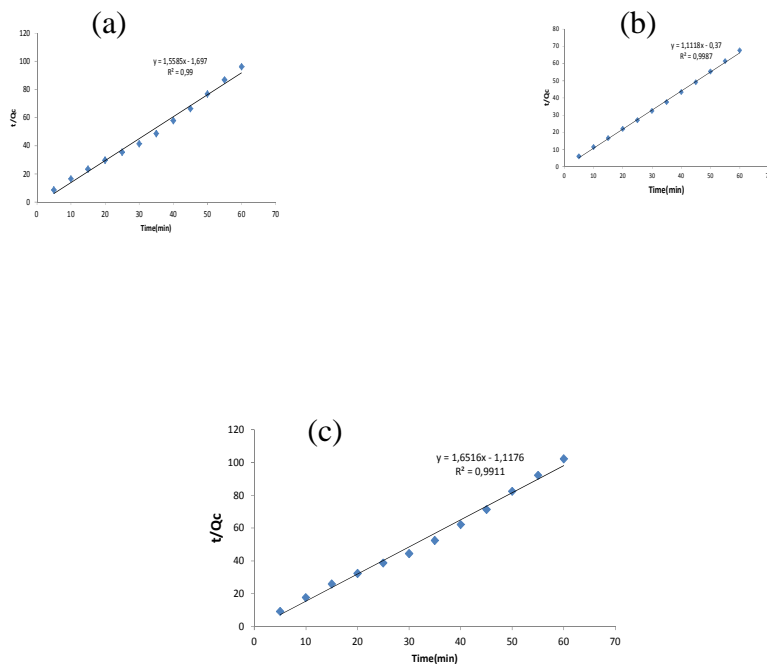 (a)
y = 1,5585x - 1,697
R² = 0,99
120
100
80
60
40
20
0
t/Qc
0 10 20 30 40 50 60 70
Time(min)
(b)
y = 1,1118x - 0,37
R² = 0,9987
80
70
60
50
40
30
20
10
0
t/Qc
0 10 20 30 40 50 60 70
Time(min)
(c)
y = 1,6516x - 1,1176
R² = 0,9911
120
100
80
60
40
20
0
t/Qc
0 10 20 30 40 50 60 70
Time(min)